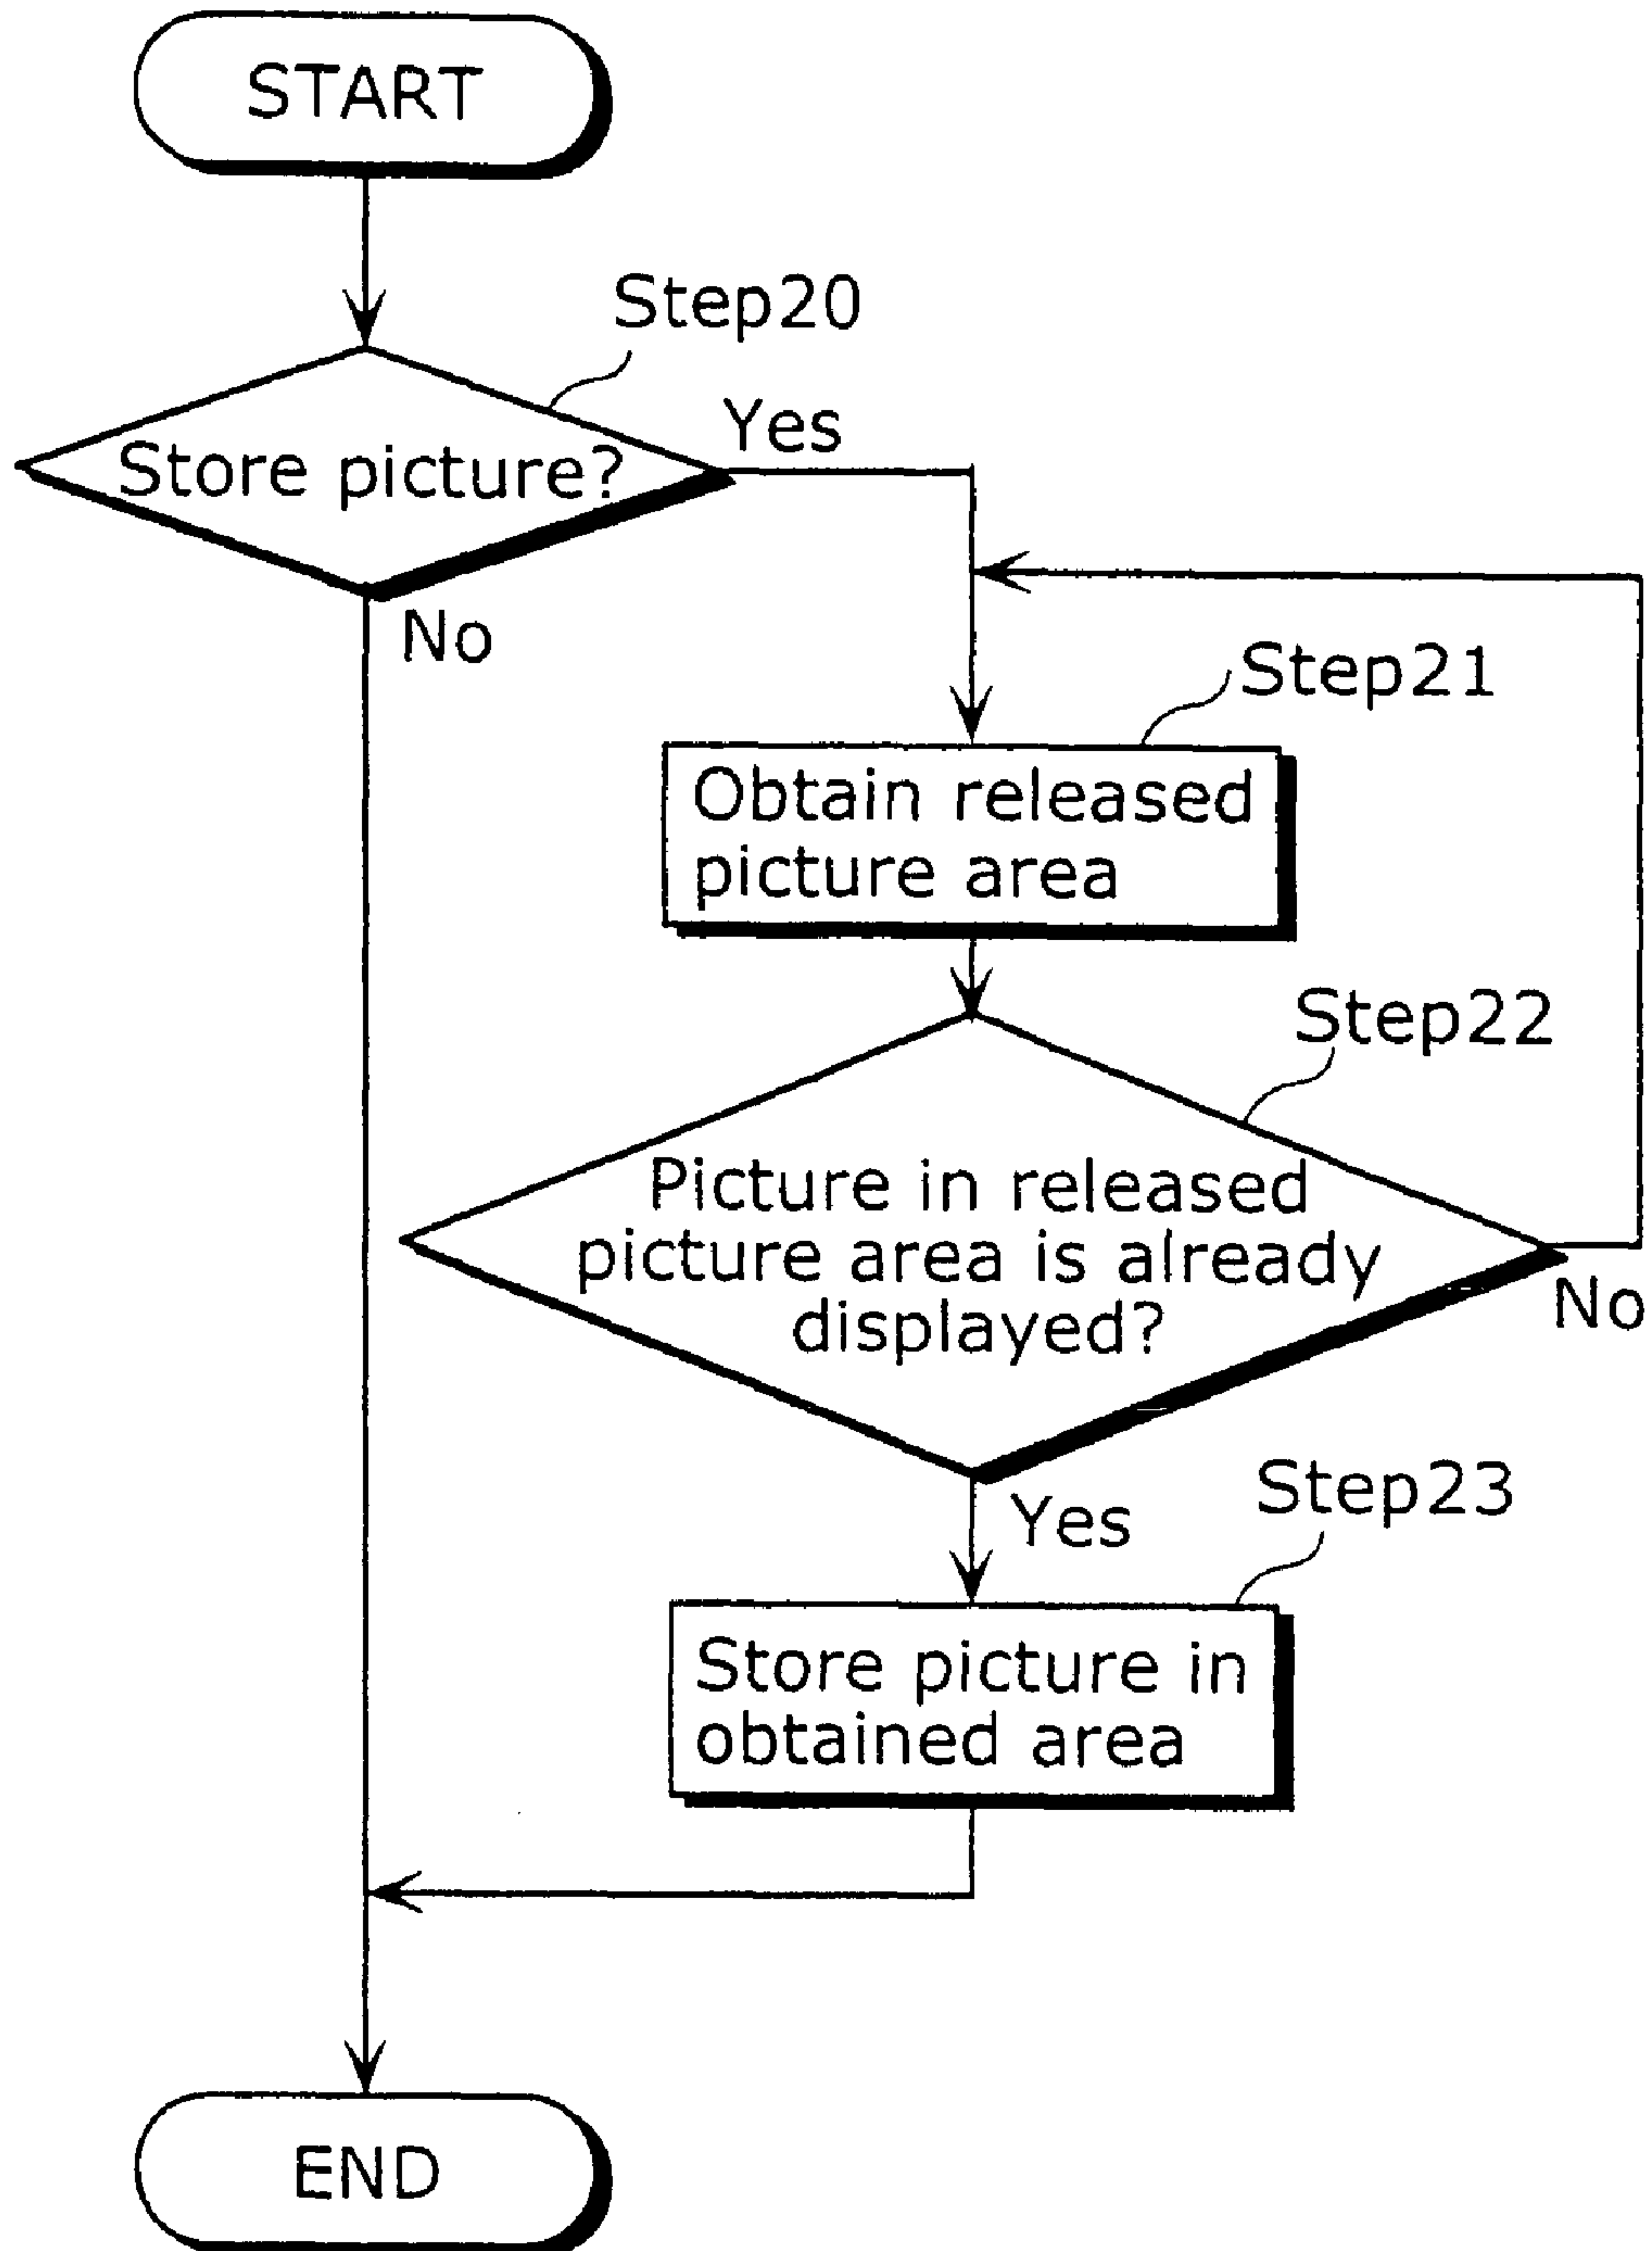 START
Step20
Store picture?
Yes
No
Step21
Obtain released
picture area
Step22
Picture in released
picture area is already
displayed?
No
Yes
Step23
Store picture in
obtained area
END